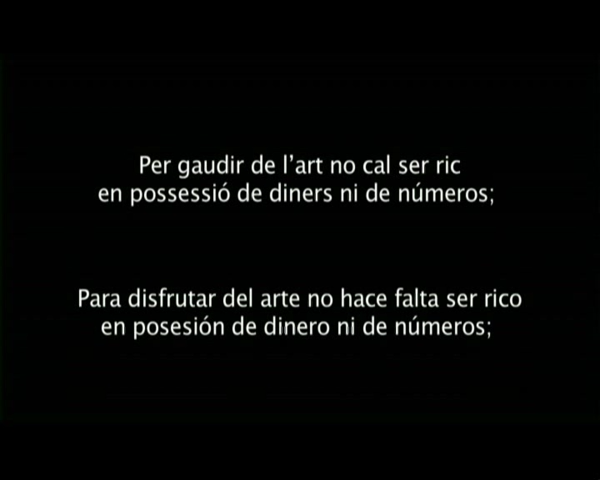 Per gaudir de l’art no cal ser ric
en possessió de diners ni de números;
Para disfrutar del arte no hace falta ser rico
en posesión de dinero ni de números;